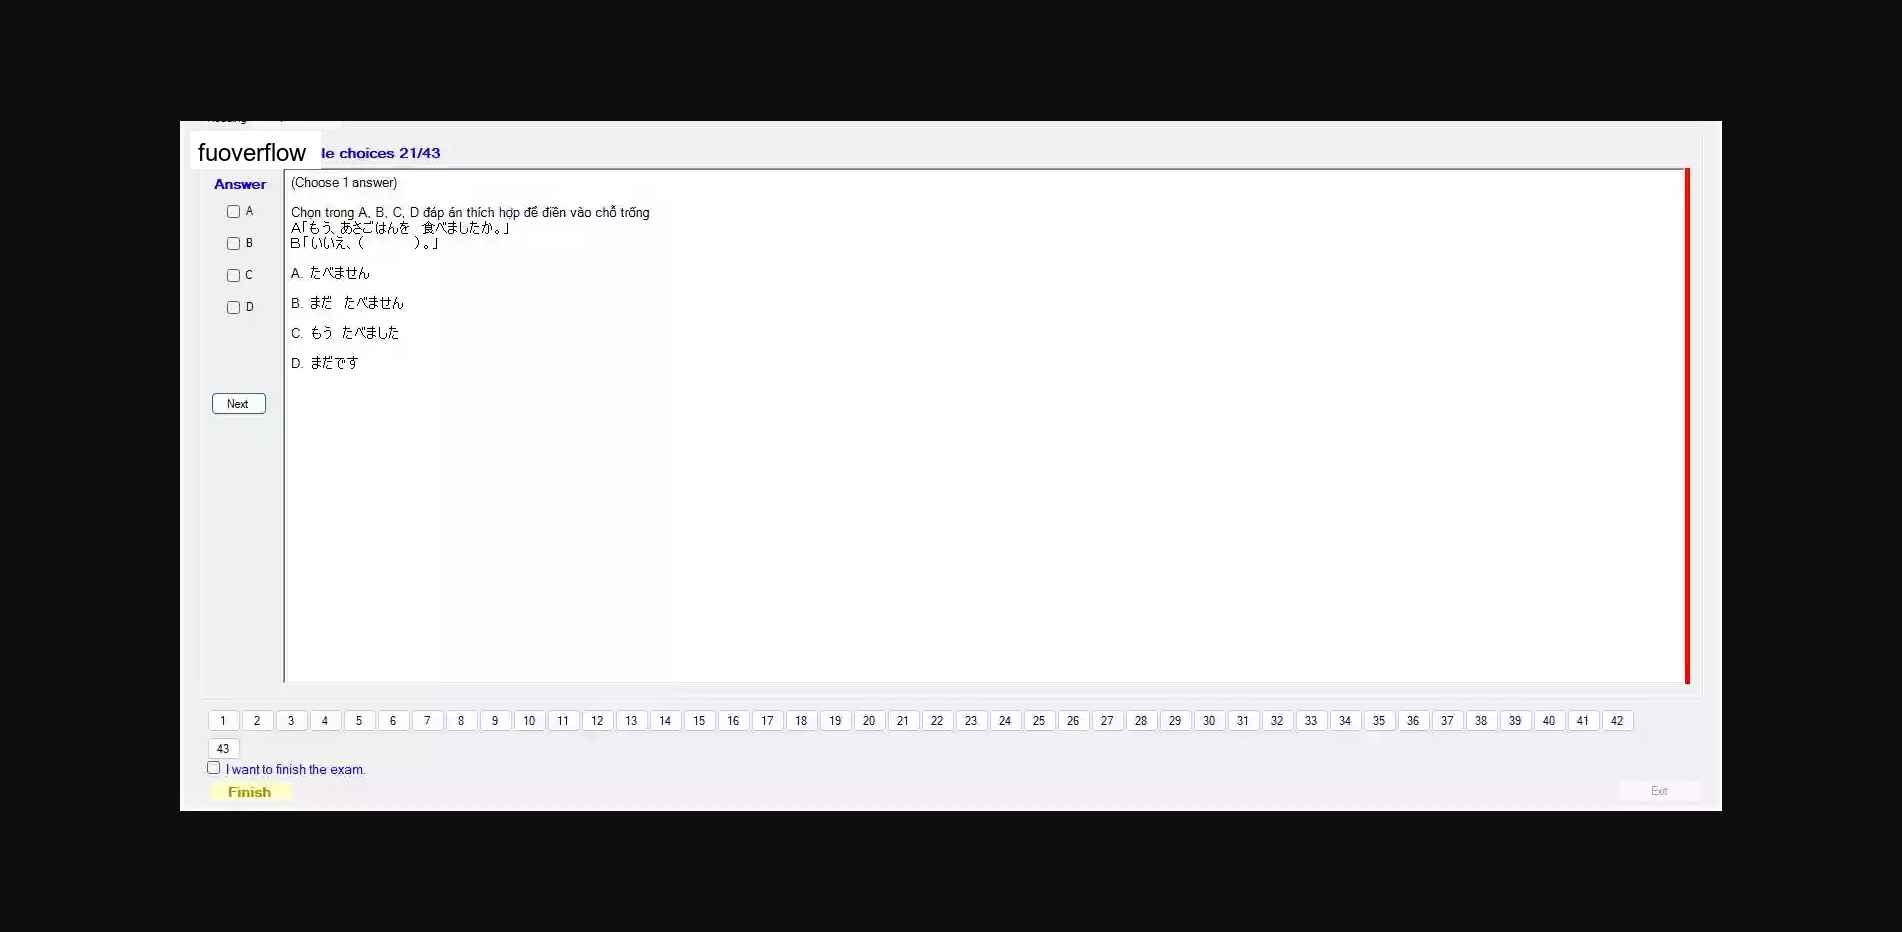 fuoverflow
le choices 21/43
Answer
(Choose 1 answer)
A
B
C
D
Chọn trong A, B, C, D đáp án thích hợp để điền vào chỗ trống
A「もう、あさごはんを　食べましたか。」
B「いいえ、(　　　　)。」
A. たべません
B. まだ　たべません
C. もう　たべました
D. まだです
Next
1 2 3 4 5 6 7 8 9 10 11 12 13 14 15 16 17 18 19 20 21 22 23 24 25 26 27 28 29 30 31 32 33 34 35 36 37 38 39 40 41 42
43
I want to finish the exam.
Finish
Exit